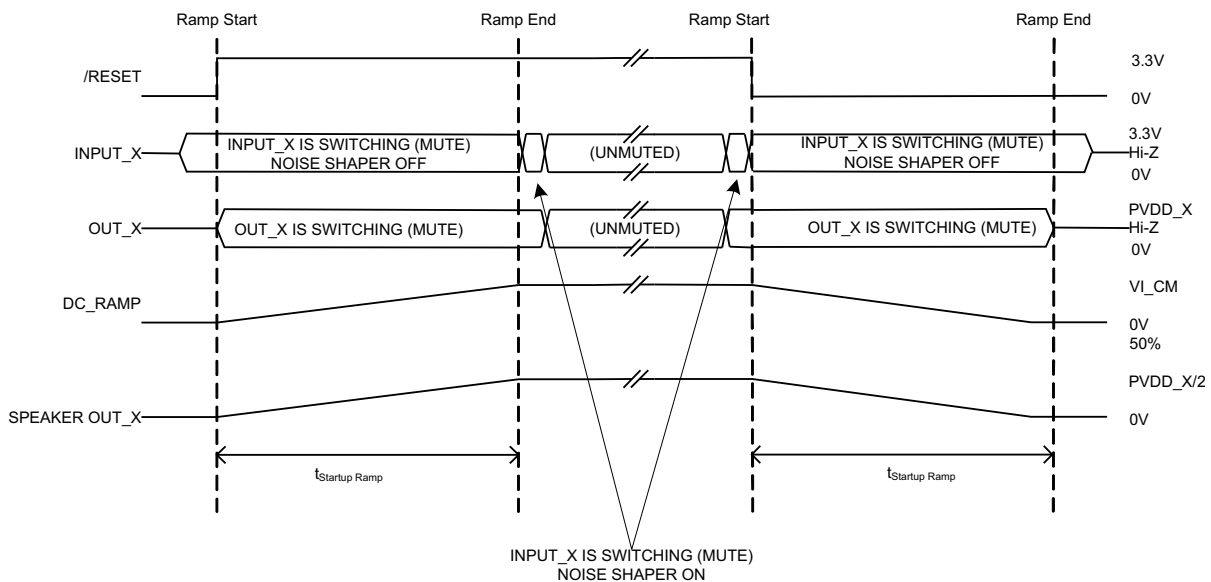 Ramp Start
Ramp End
Ramp Start
Ramp End
/RESET
3.3V
0V
INPUT_X
INPUT_X IS SWITCHING (MUTE)
NOISE SHAPER OFF
(UNMUTED)
INPUT_X IS SWITCHING (MUTE)
NOISE SHAPER OFF
3.3V
Hi-Z
0V
OUT_X
OUT_X IS SWITCHING (MUTE)
(UNMUTED)
OUT_X IS SWITCHING (MUTE)
PVDD_X
Hi-Z
0V
DC_RAMP
VI_CM
0V
50%
SPEAKER OUT_X
PVDD_X/2
0V
tStartup Ramp
tStartup Ramp
INPUT_X IS SWITCHING (MUTE)
NOISE SHAPER ON